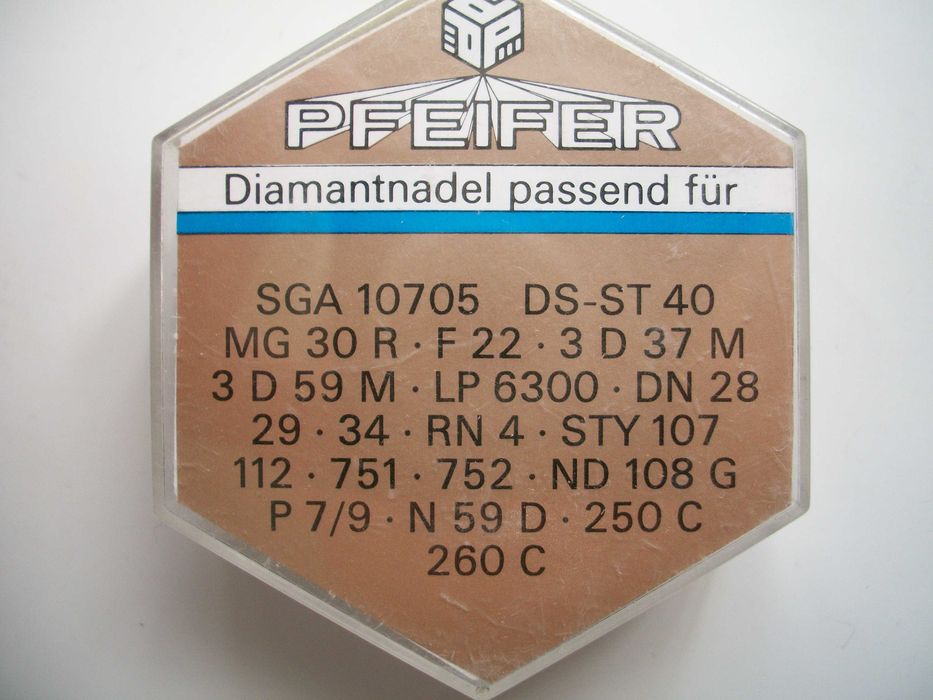 PFEIFER
Diamantnadel passend für
SGA 10705 DS-ST 40
MG 30 R · F 22 · 3 D 37 M
3 D 59 M · LP 6300 · DN 28
29 · 34 · RN 4 · STY 107
112 · 751 · 752 · ND 108 G
P 7/9 · N 59 D · 250 C
260 C